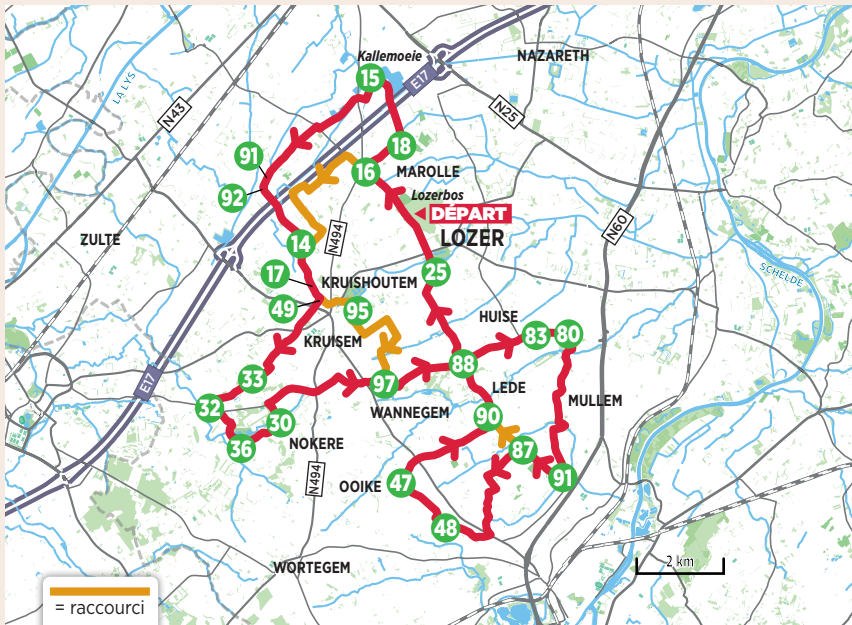 Kallemoeie
NAZARETH
15
E17
LA LYS
N43
N25
18
91
MAROLLE
16
92
Lozerbos
DÉPART
LOZER
N60
ZULTE
14
N494
25
SCHELDE
17
KRUISHOUTEM
49
95
HUISE
83
80
KRUISEM
88
33
97
LEDE
E17
32
WANNEGEM
MULLEM
90
30
NOKERE
36
87
N494
OOIKE
47
91
48
2 km
WORTEGEM
= raccourci